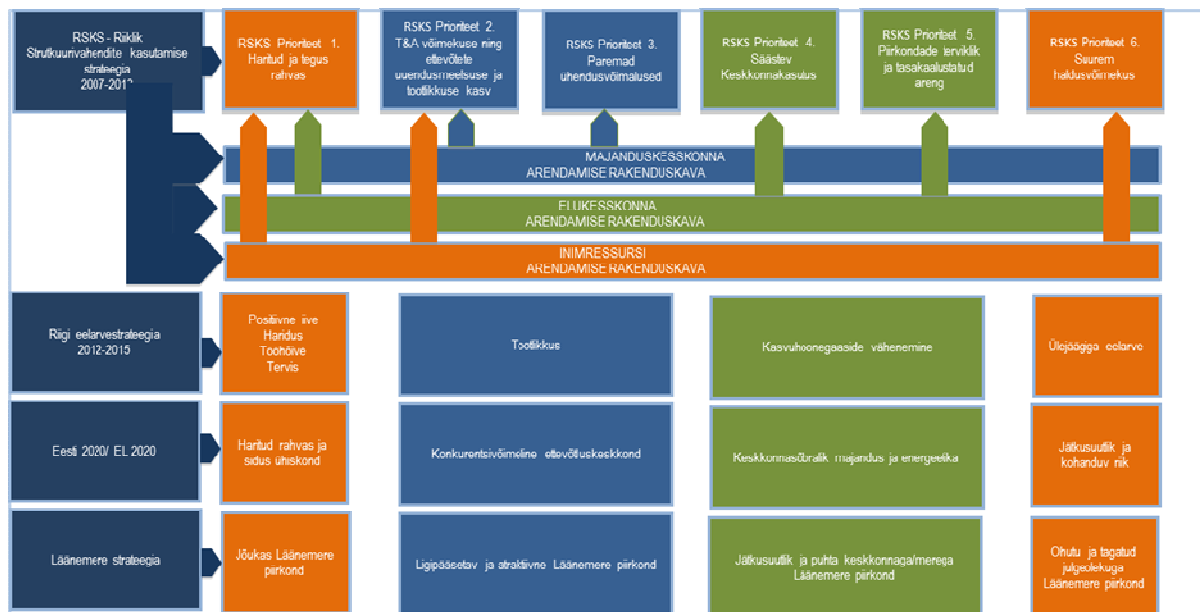 RSKS - Riiklik
Strutkuurivahendite kasutamise
strateegia
2007-2013
RSKS Prioriteet 1.
Haritud ja tegus
rahvas
RSKS Prioriteet 2.
T&A võimekuse ning
ettevõtete
uuendusmeelsuse ja
tootlikkuse kasv
RSKS Prioriteet 3.
Paremad
ühendusvõimalused
RSKS Prioriteet 4.
Säästev
Keskkonnakasutus
RSKS Prioriteet 5.
Piirkondade terviklik
ja tasakaalustatud
areng
RSKS Prioriteet 6.
Suurem
haldusvõimekus
MAJANDUSKESKKONNA
ARENDAMISE RAKENDUSKAVA
ELUKESKKONNA
ARENDAMISE RAKENDUSKAVA
INIMRESSURSI
ARENDAMISE RAKENDUSKAVA
Riigi eelarvestrateegia
2012-2015
Positiivne iive
Haridus
Tööhõive
Tervis
Tootlikkus
Kasvuhoonegaaside vähenemine
Ülejäägiga eelarve
Eesti 2020/ EL 2020
Haritud rahvas ja
sidus ühiskond
Konkurentsivõimeline ettevõtluskeskkond
Keskkonnasõbralik majandus ja energeetika
Jätkusuutlik ja
kohanduv riik
Läänemere strateegia
Jõukas Läänemere
piirkond
Ligipääsetav ja atraktiivne Läänemere piirkond
Jätkusuutlik ja puhta keskkonnaga/merega
Läänemere piirkond
Ohutu ja tagatud
julgeolekuga
Läänemere piirkond